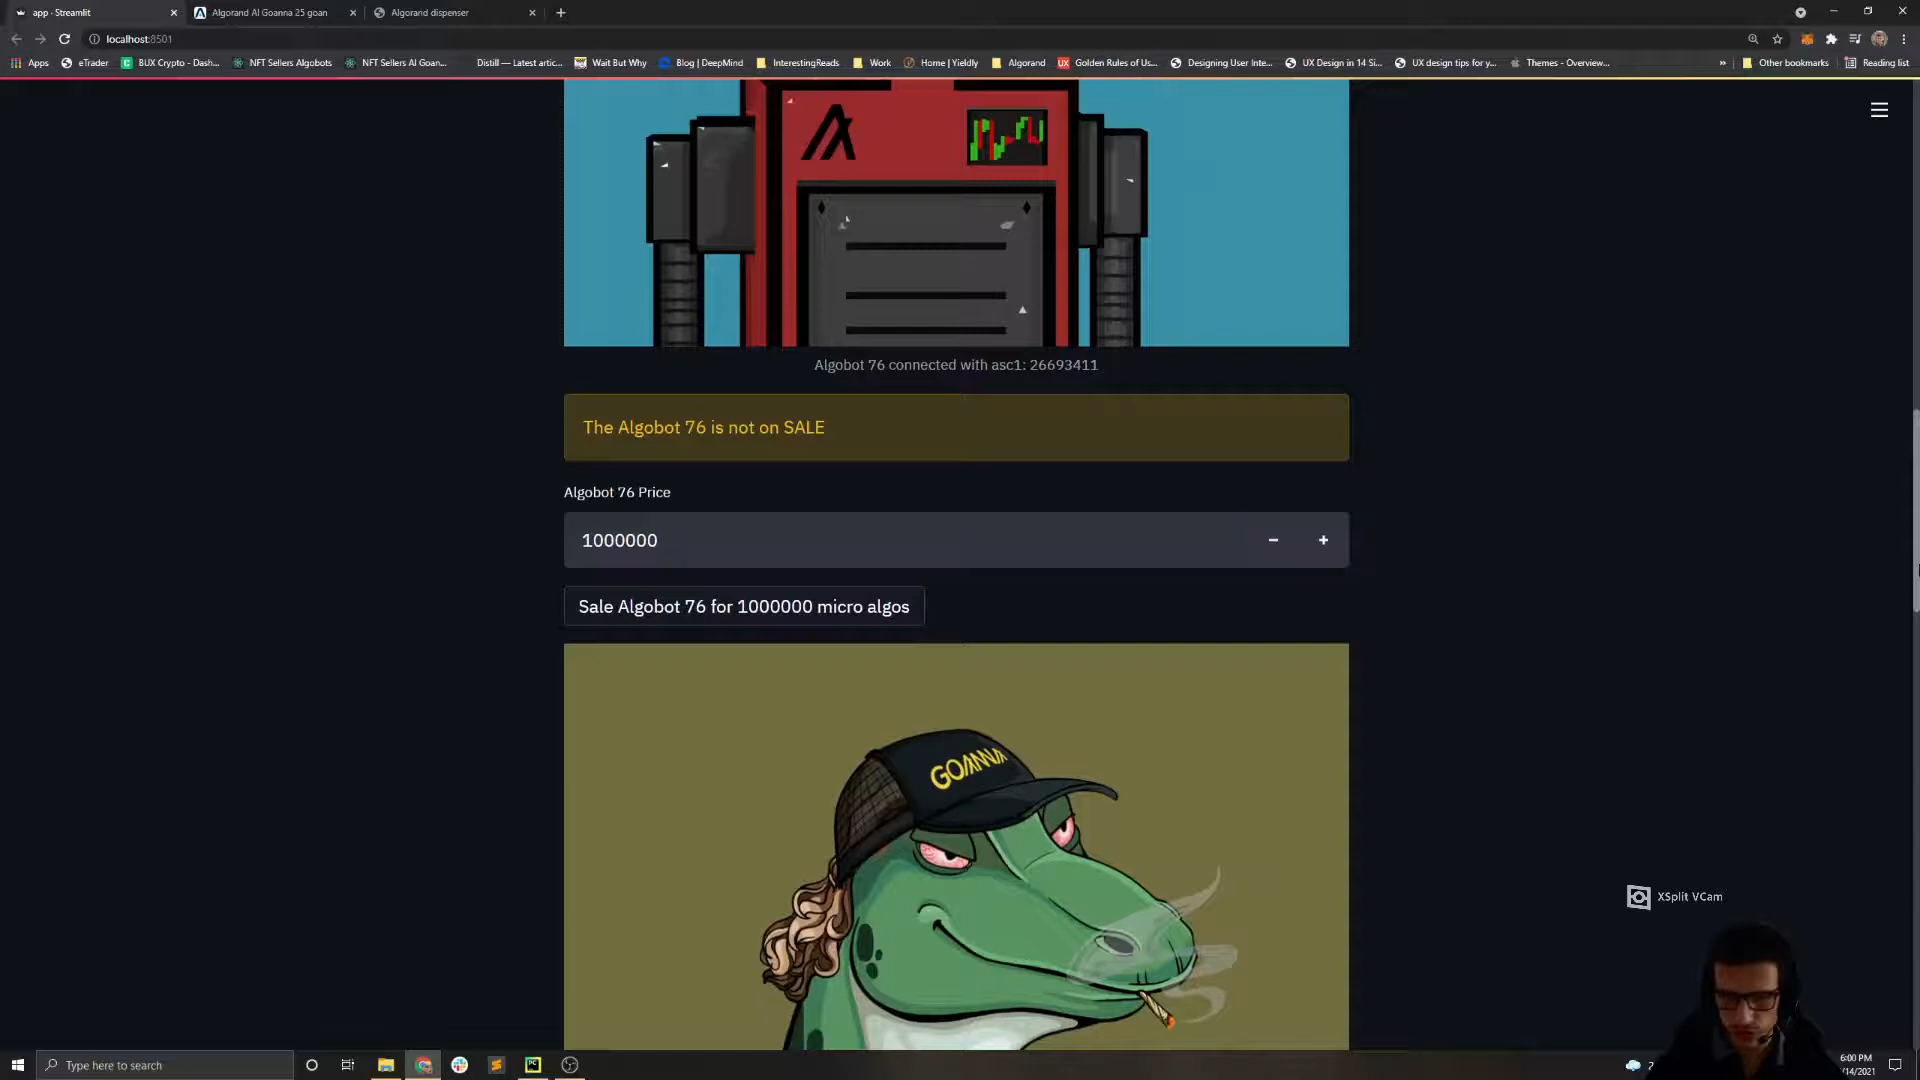 app · Streamlit
Algorand Al Goanna 25 goan
Algorand dispenser
localhost:8501
Apps
eTrader
BUX Crypto - Dash...
NFT Sellers Algobots
NFT Sellers Al Goan...
Distill — Latest artic...
Wait But Why
Blog | DeepMind
InterestingReads
Work
Home | Yieldly
Algorand
UX
Golden Rules of Us...
Designing User Inte...
UX Design in 14 Si...
UX design tips for y...
Themes - Overview...
»
Other bookmarks
Reading list
Algobot 76 connected with asc1: 26693411
The Algobot 76 is not on SALE
Algobot 76 Price
1000000
Sale Algobot 76 for 1000000 micro algos
GOANNA
XSplit VCam
Type here to search
PC
6:00 PM
/14/2021